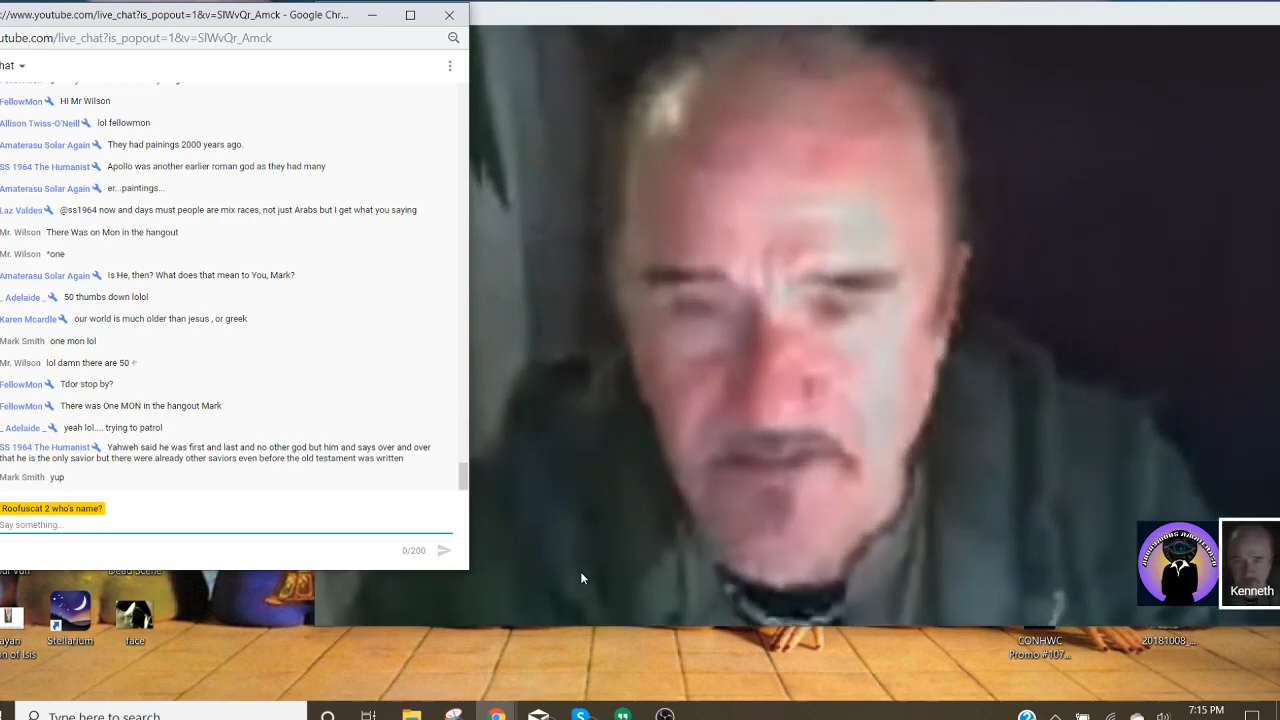 ://www.youtube.com/live_chat?is_popout=1&v=SlWvQr_Amck - Google Chr...
utube.com/live_chat?is_popout=1&v=SlWvQr_Amck
hat
FellowMon Hi Mr Wilson
Allison Twiss-O'Neill lol fellowmon
Amaterasu Solar Again They had painings 2000 years ago.
SS 1964 The Humanist Apollo was another earlier roman god as they had many
Amaterasu Solar Again er...paintings...
Laz Valdes @ss1964 now and days must people are mix races, not just Arabs but I get what you saying
Mr. Wilson There Was on Mon in the hangout
Mr. Wilson *one
Amaterasu Solar Again Is He, then? What does that mean to You, Mark?
_ Adelaide _ 50 thumbs down lolol
Karen Mcardle our world is much older than jesus , or greek
Mark Smith one mon lol
Mr. Wilson lol damn there are 50
FellowMon Tdor stop by?
FellowMon There was One MON in the hangout Mark
_ Adelaide _ yeah lol.... trying to patrol
SS 1964 The Humanist Yahweh said he was first and last and no other god but him and says over and over
that he is the only savior but there were already other saviors even before the old testament was written
Mark Smith yup
Roofuscat 2 who's name?
Say something...
0/200
Dead Scene
ayan
on of Isis
Stellarium
face
Kenneth
CONHWC
Promo #107...
20181008_...
Type here to search
7:15 PM